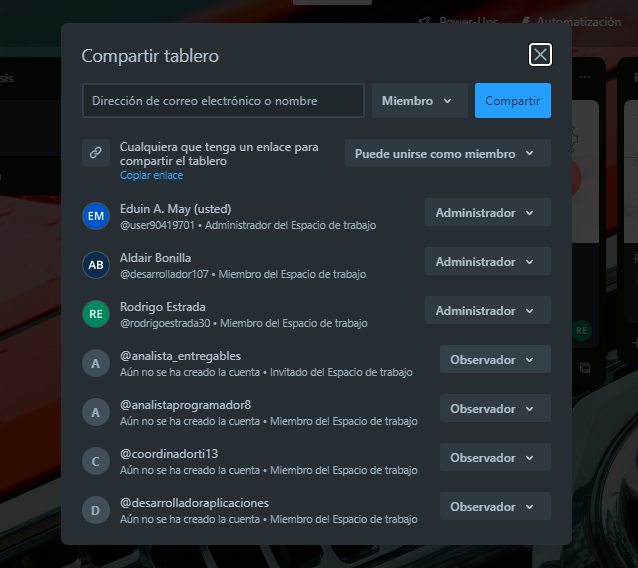 Power-Ups
Automatización
sis
Compartir tablero
Dirección de correo electrónico o nombre
Miembro
Compartir
Cualquiera que tenga un enlace para
compartir el tablero
Copiar enlace
Puede unirse como miembro
EM
Eduin A. May (usted)
@user90419701 • Administrador del Espacio de trabajo
Administrador
AB
Aldair Bonilla
@desarrollador107 • Miembro del Espacio de trabajo
Administrador
RE
Rodrigo Estrada
@rodrigoestrada30 • Miembro del Espacio de trabajo
Administrador
RE
A
@analista_entregables
Aún no se ha creado la cuenta • Invitado del Espacio de trabajo
Observador
A
@analistaprogramador8
Aún no se ha creado la cuenta • Miembro del Espacio de trabajo
Observador
C
@coordinadorti13
Aún no se ha creado la cuenta • Miembro del Espacio de trabajo
Observador
D
@desarrolladoraplicaciones
Aún no se ha creado la cuenta • Miembro del Espacio de trabajo
Observador